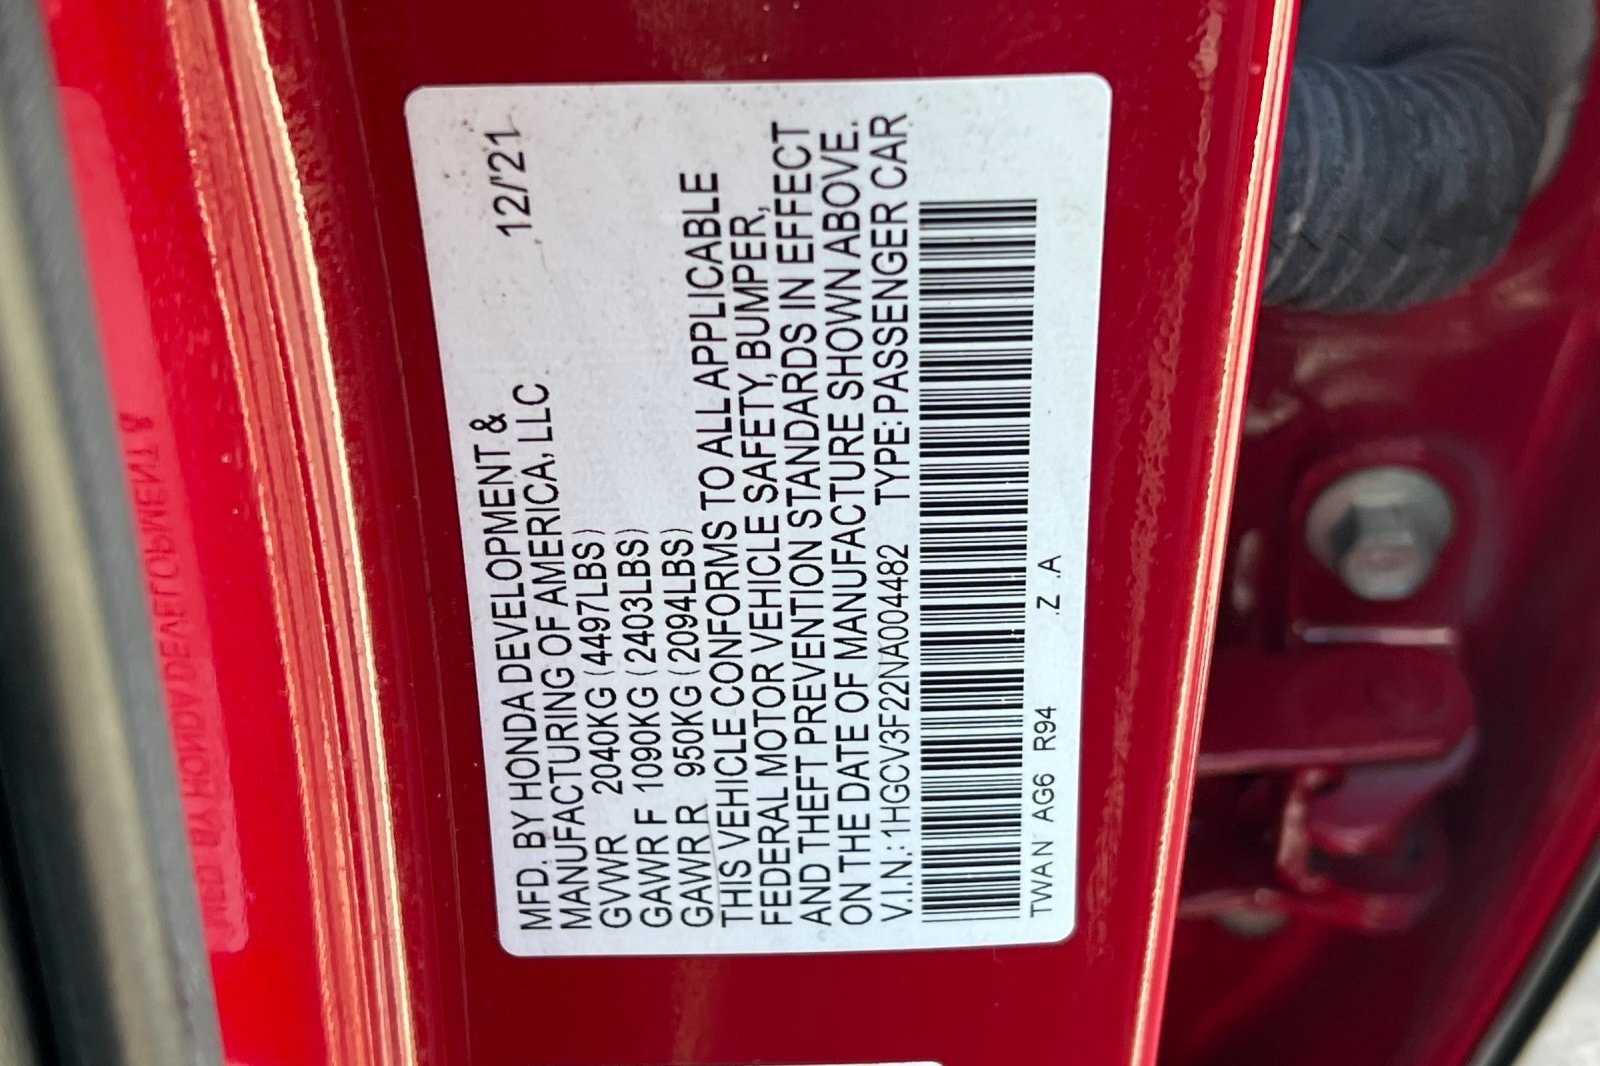 MFD. BY HONDA DEVELOPMENT &
MANUFACTURING OF AMERICA, LLC 12/'21
GVWR 2040KG (4497LBS)
GAWR F 1090KG (2403LBS)
GAWR R 950KG (2094LBS)
THIS VEHICLE CONFORMS TO ALL APPLICABLE
FEDERAL MOTOR VEHICLE SAFETY, BUMPER,
AND THEFT PREVENTION STANDARDS IN EFFECT
ON THE DATE OF MANUFACTURE SHOWN ABOVE.
V.I.N.:1HGCV3F22NA004482 TYPE:PASSENGER CAR
TWAN AG6 R94 .Z .A